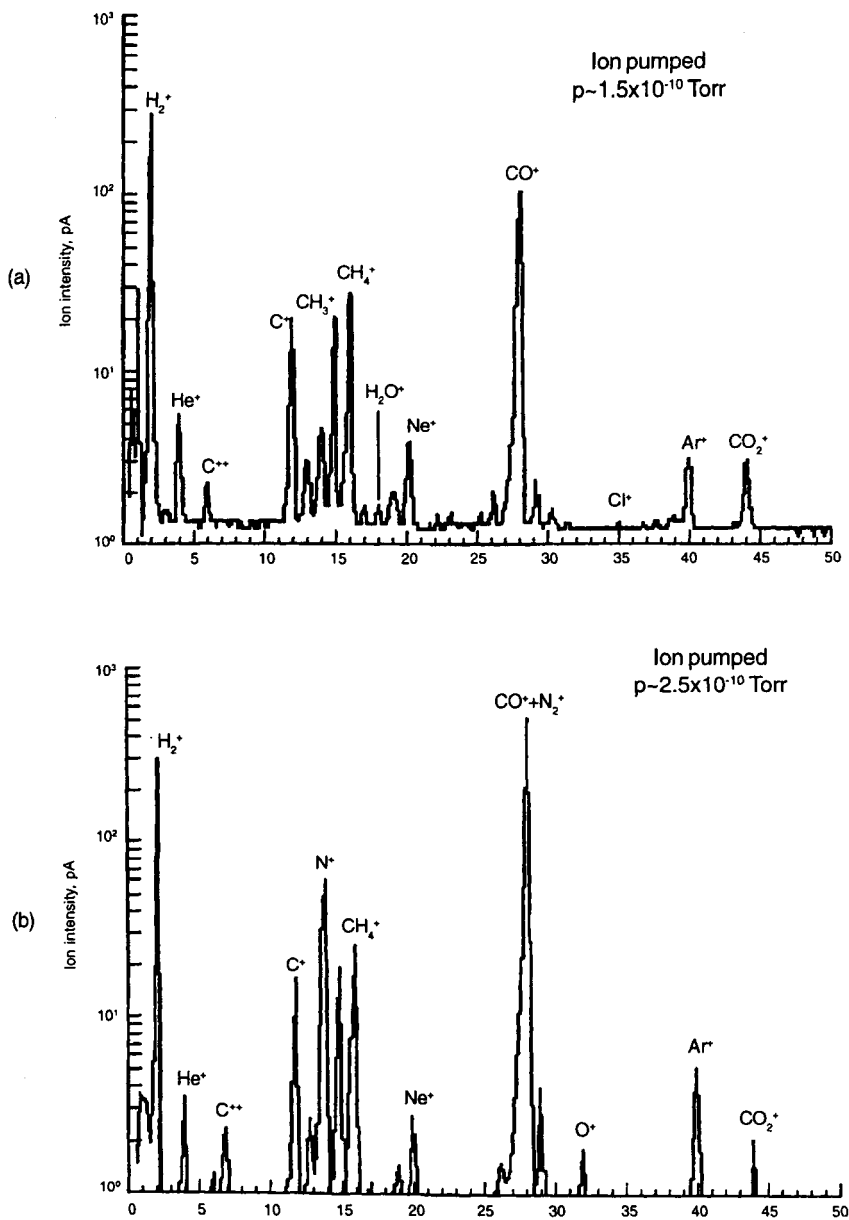 (a)
Ion intensity, pA
Ion pumped
p~1.5x10⁻¹⁰ Torr
10³
10²
10¹
10⁰
H₂⁺
He⁺
C⁺⁺
C⁺
CH₃⁺
CH₄⁺
H₂O⁺
Ne⁺
CO⁺
Cl⁺
Ar⁺
CO₂⁺
0 5 10 15 20 25 30 35 40 45 50
(b)
Ion intensity, pA
Ion pumped
p~2.5x10⁻¹⁰ Torr
10³
10²
10¹
10⁰
H₂⁺
He⁺
C⁺⁺
C⁺
N⁺
CH₄⁺
Ne⁺
CO⁺+N₂⁺
O⁺
Ar⁺
CO₂⁺
0 5 10 15 20 25 30 35 40 45 50